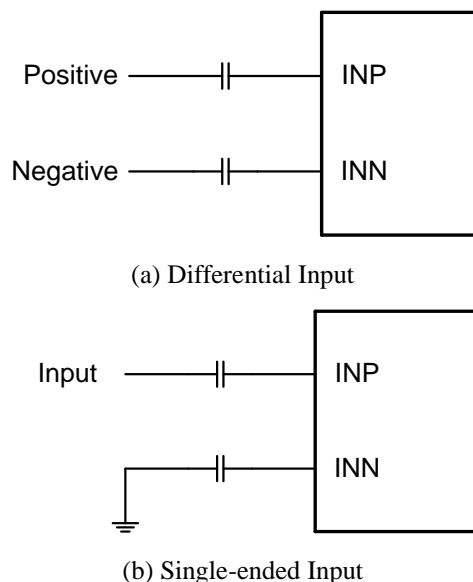 Positive
INP
Negative
INN
(a) Differential Input
Input
INP
INN
(b) Single-ended Input